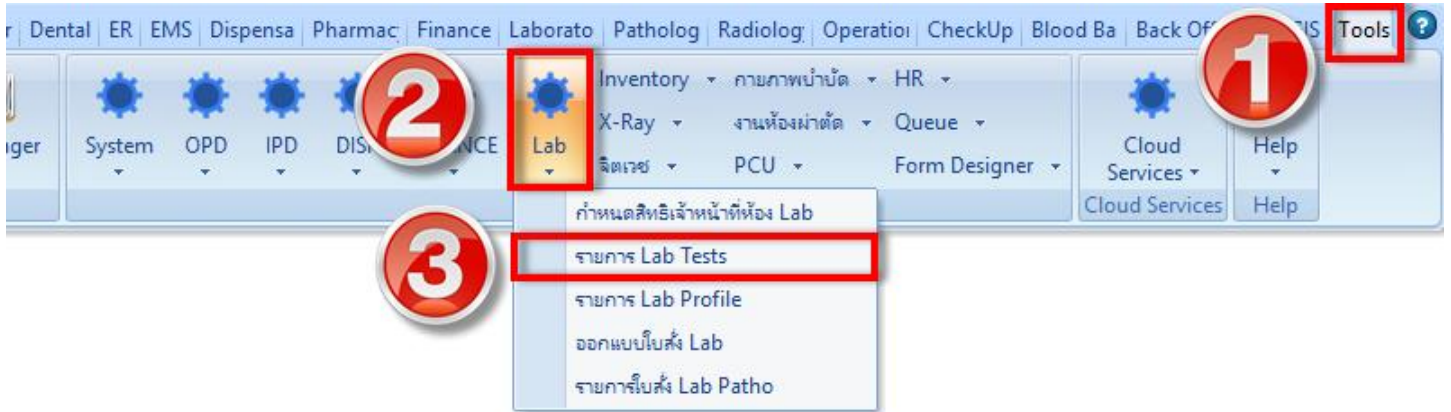 Dental ER EMS Dispensa Pharmac Finance Laborato Patholog Radiolog Operatio CheckUp Blood Ba Back Of IS Tools
1
2
Inventory กายภาพบำบัด HR
X-Ray งานห้องผ่าตัด Queue
จิตเวช PCU Form Designer
ager System OPD IPD DIS NCE Lab Cloud Services Help
Cloud Services Help
กำหนดสิทธิเจ้าหน้าที่ห้อง Lab
3
รายการ Lab Tests
รายการ Lab Profile
ออกแบบใบสั่ง Lab
รายการใบสั่ง Lab Patho